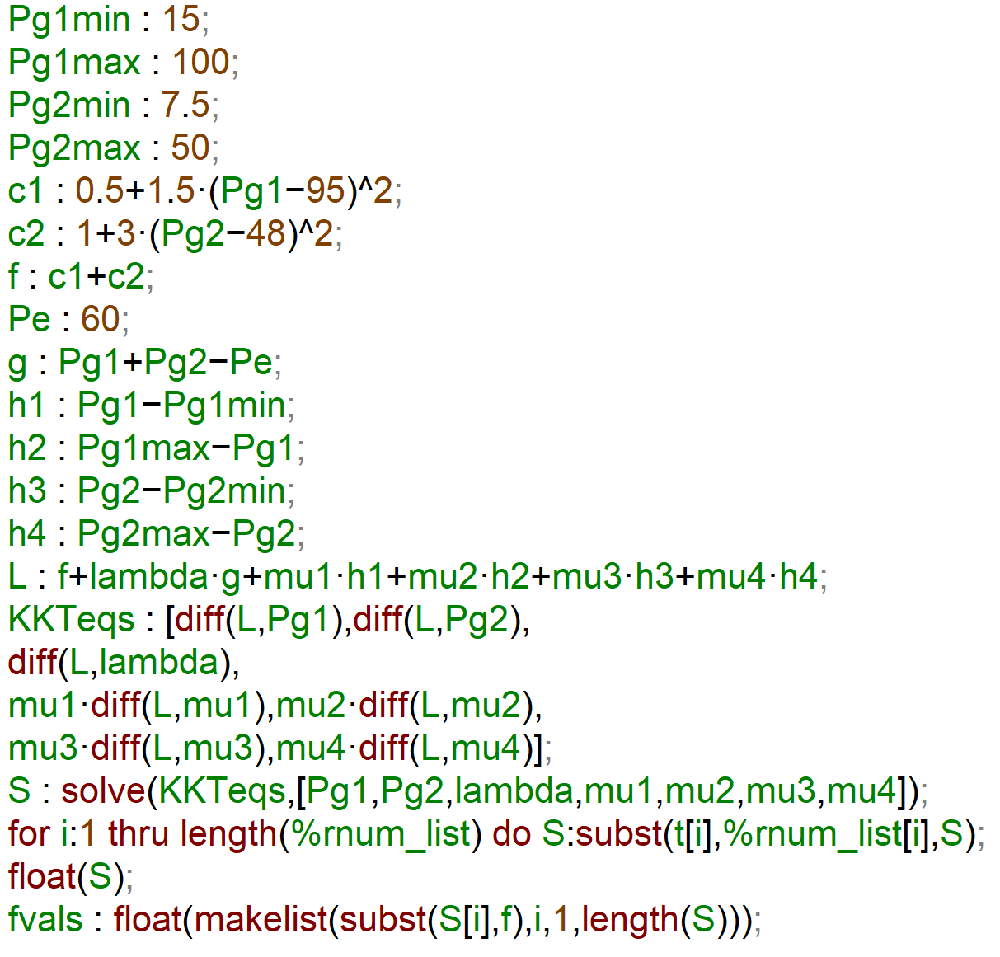 Pg1min : 15;
Pg1max : 100;
Pg2min : 7.5;
Pg2max : 50;
c1 : 0.5+1.5·(Pg1−95)^2;
c2 : 1+3·(Pg2−48)^2;
f : c1+c2;
Pe : 60;
g : Pg1+Pg2−Pe;
h1 : Pg1−Pg1min;
h2 : Pg1max−Pg1;
h3 : Pg2−Pg2min;
h4 : Pg2max−Pg2;
L : f+lambda·g+mu1·h1+mu2·h2+mu3·h3+mu4·h4;
KKTeqs : [diff(L,Pg1),diff(L,Pg2),
diff(L,lambda),
mu1·diff(L,mu1),mu2·diff(L,mu2),
mu3·diff(L,mu3),mu4·diff(L,mu4)];
S : solve(KKTeqs,[Pg1,Pg2,lambda,mu1,mu2,mu3,mu4]);
for i:1 thru length(%rnum_list) do S:subst(t[i],%rnum_list[i],S);
float(S);
fvals : float(makelist(subst(S[i],f),i,1,length(S)));